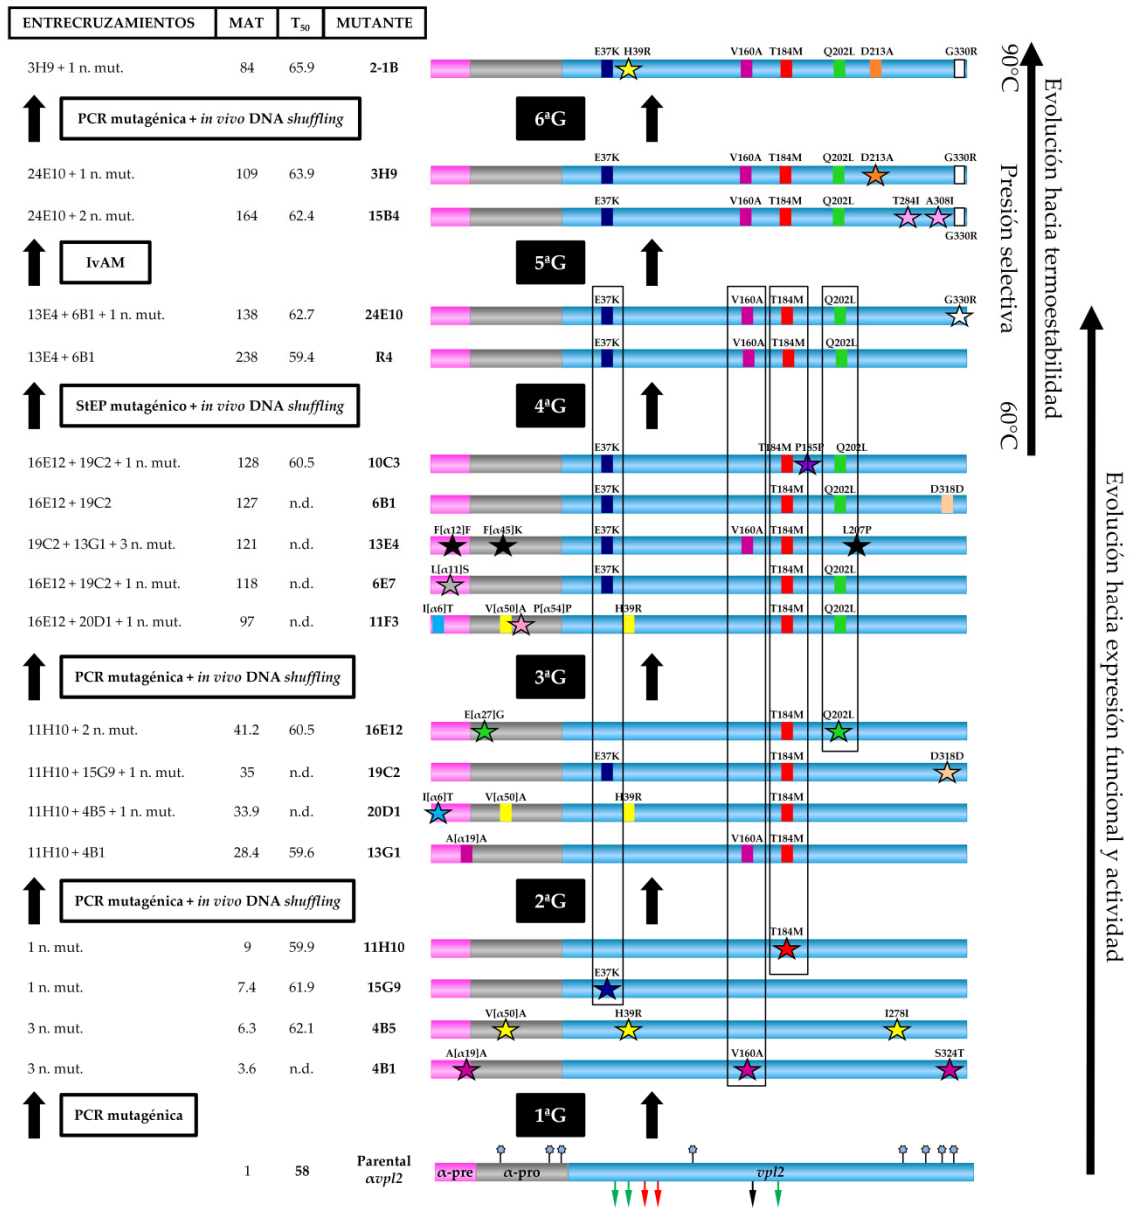 ENTRECRUZAMIENTOS MAT T50 MUTANTE
E37K H39R V160A T184M Q202L D213A G330R
3H9 + 1 n. mut. 84 65.9 2-1B
PCR mutagénica + in vivo DNA shuffling 6ªG
E37K V160A T184M Q202L D213A G330R
24E10 + 1 n. mut. 109 63.9 3H9
E37K V160A T184M Q202L T284I A308I
24E10 + 2 n. mut. 164 62.4 15B4
G330R
IvAM 5ªG
E37K V160A T184M Q202L G330R
13E4 + 6B1 + 1 n. mut. 138 62.7 24E10
E37K V160A T184M Q202L
13E4 + 6B1 238 59.4 R4
StEP mutagénico + in vivo DNA shuffling 4ªG
E37K T184M P185P Q202L
16E12 + 19C2 + 1 n. mut. 128 60.5 10C3
E37K T184M Q202L D318D
16E12 + 19C2 127 n.d. 6B1
F[α12]F F[α45]K E37K V160A T184M L207P
19C2 + 13G1 + 3 n. mut. 121 n.d. 13E4
L[α11]S E37K T184M Q202L
16E12 + 19C2 + 1 n. mut. 118 n.d. 6E7
I[α6]T V[α50]A P[α54]P H39R T184M Q202L
16E12 + 20D1 + 1 n. mut. 97 n.d. 11F3
PCR mutagénica + in vivo DNA shuffling 3ªG
E[α27]G T184M Q202L
11H10 + 2 n. mut. 41.2 60.5 16E12
E37K T184M D318D
11H10 + 15G9 + 1 n. mut. 35 n.d. 19C2
I[α6]T V[α50]A H39R T184M
11H10 + 4B5 + 1 n. mut. 33.9 n.d. 20D1
A[α19]A V160A T184M
11H10 + 4B1 28.4 59.6 13G1
PCR mutagénica + in vivo DNA shuffling 2ªG
T184M
1 n. mut. 9 59.9 11H10
E37K
1 n. mut. 7.4 61.9 15G9
V[α50]A H39R I278I
3 n. mut. 6.3 62.1 4B5
A[α19]A V160A S324T
3 n. mut. 3.6 n.d. 4B1
PCR mutagénica 1ªG
Parental
1 58 αvpl2 α-pre α-pro vpl2
90°C
Presión selectiva
60°C
Evolución hacia termoestabilidad
Evolución hacia expresión funcional y actividad